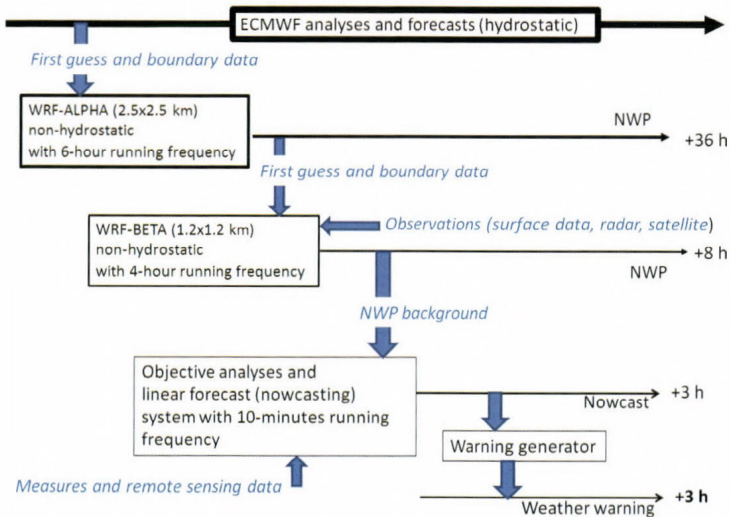 ECMWF analyses and forecasts (hydrostatic)
First guess and boundary data
WRF-ALPHA (2.5x2.5 km)
non-hydrostatic
with 6-hour running frequency
NWP
+36 h
First guess and boundary data
WRF-BETA (1.2x1.2 km)
non-hydrostatic
with 4-hour running frequency
Observations (surface data, radar, satellite)
+8 h
NWP
NWP background
Objective analyses and
linear forecast (nowcasting)
system with 10-minutes running
frequency
Nowcast
+3 h
Warning generator
Measures and remote sensing data
Weather warning
+3 h